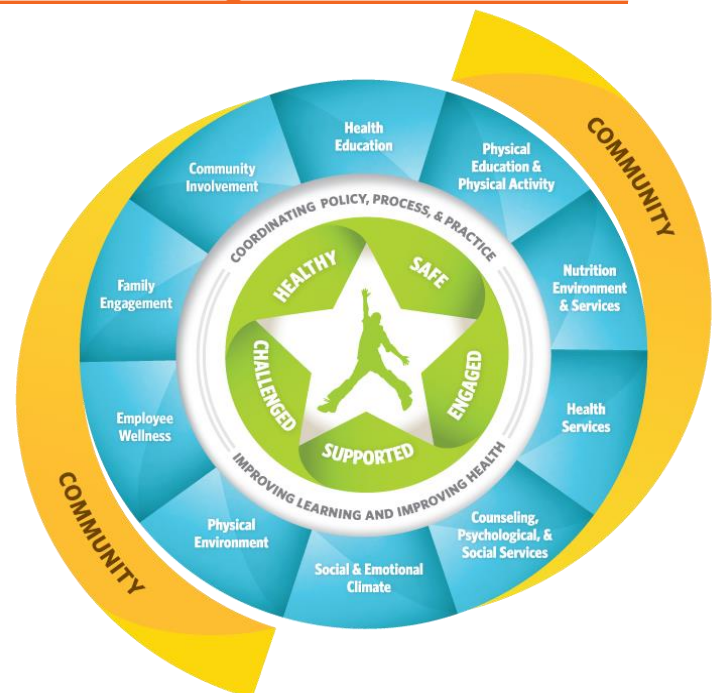 COMMUNITY
Health
Education
Physical
Education &
Physical Activity
Nutrition
Environment
& Services
Health
Services
Counseling,
Psychological, &
Social Services
Social & Emotional
Climate
Physical
Environment
Employee
Wellness
Family
Engagement
Community
Involvement
COORDINATING POLICY, PROCESS, & PRACTICE
IMPROVING LEARNING AND IMPROVING HEALTH
HEALTHY
SAFE
ENGAGED
SUPPORTED
CHALLENGED
COMMUNITY